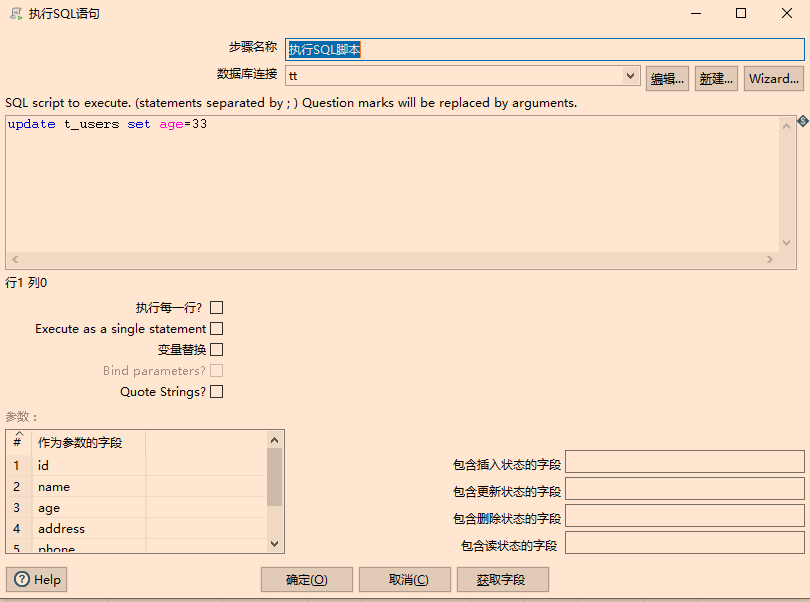 执行SQL语句
步骤名称 执行SQL脚本
数据库连接 tt 编辑... 新建... Wizard...
SQL script to execute. (statements separated by ; ) Question marks will be replaced by arguments.
update t_users set age=33
行1 列0
执行每一行?
Execute as a single statement
变量替换
Bind parameters?
Quote Strings?
参数 :
# 作为参数的字段
1 id
2 name
3 age
4 address
5 phone
包含插入状态的字段
包含更新状态的字段
包含删除状态的字段
包含读状态的字段
Help 确定(O) 取消(C) 获取字段